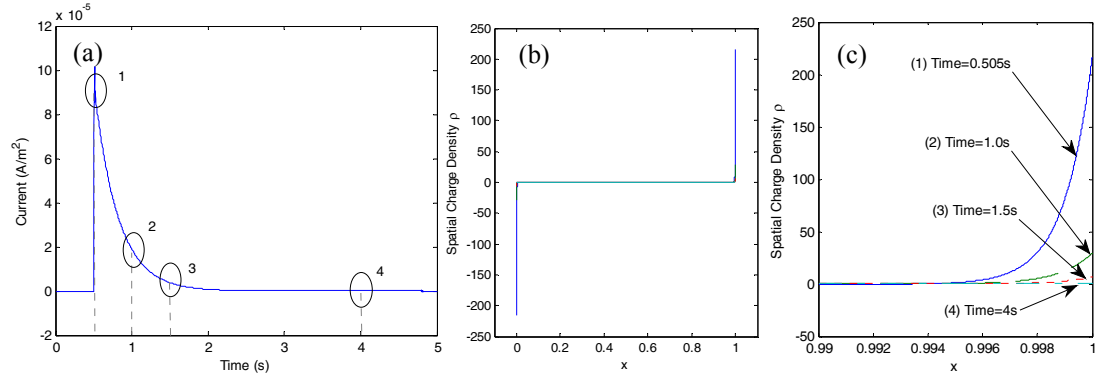 x 10^-5
(a)
12
10
8
6
4
2
0
-2
1
2
3
4
0 1 2 3 4 5
Current (A/m^2)
Time (s)
(b)
250
200
150
100
50
0
-50
-100
-150
-200
-250
0 0.2 0.4 0.6 0.8 1
Spatial Charge Density ρ
x
(c)
250
200
150
100
50
0
-50
(1) Time=0.505s
(2) Time=1.0s
(3) Time=1.5s
(4) Time=4s
0.99 0.992 0.994 0.996 0.998 1
Spatial Charge Density ρ
x